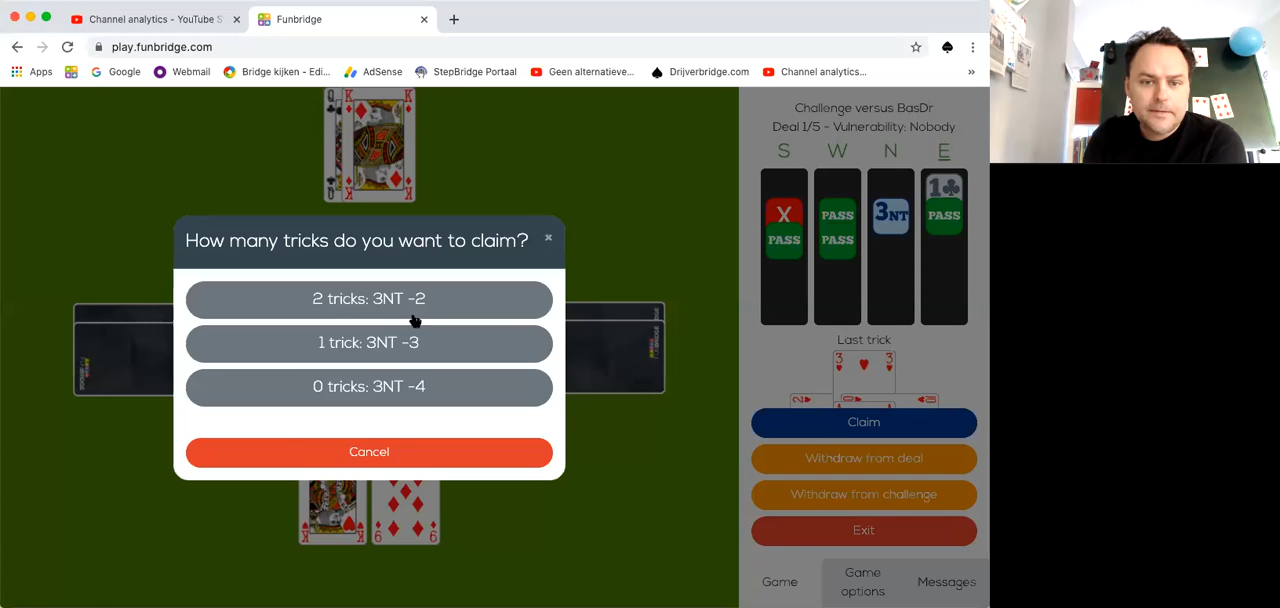 Channel analytics - YouTube S
Funbridge
play.funbridge.com
Apps
Google
Webmail
Bridge kijken - Edi...
AdSense
StepBridge Portaal
Geen alternatieve...
Drijverbridge.com
Channel analytics...
»
Challenge versus BasDr
Deal 1/5 - Vulnerability: Nobody
S W N E
1♣
X PASS 3NT PASS
PASS PASS
Q K
How many tricks do you want to claim?
2 tricks: 3NT -2
1 trick: 3NT -3
0 tricks: 3NT -4
Cancel
K 9
Last trick
3 3
Claim
Withdraw from deal
Withdraw from challenge
Exit
Game
Game options
Messages